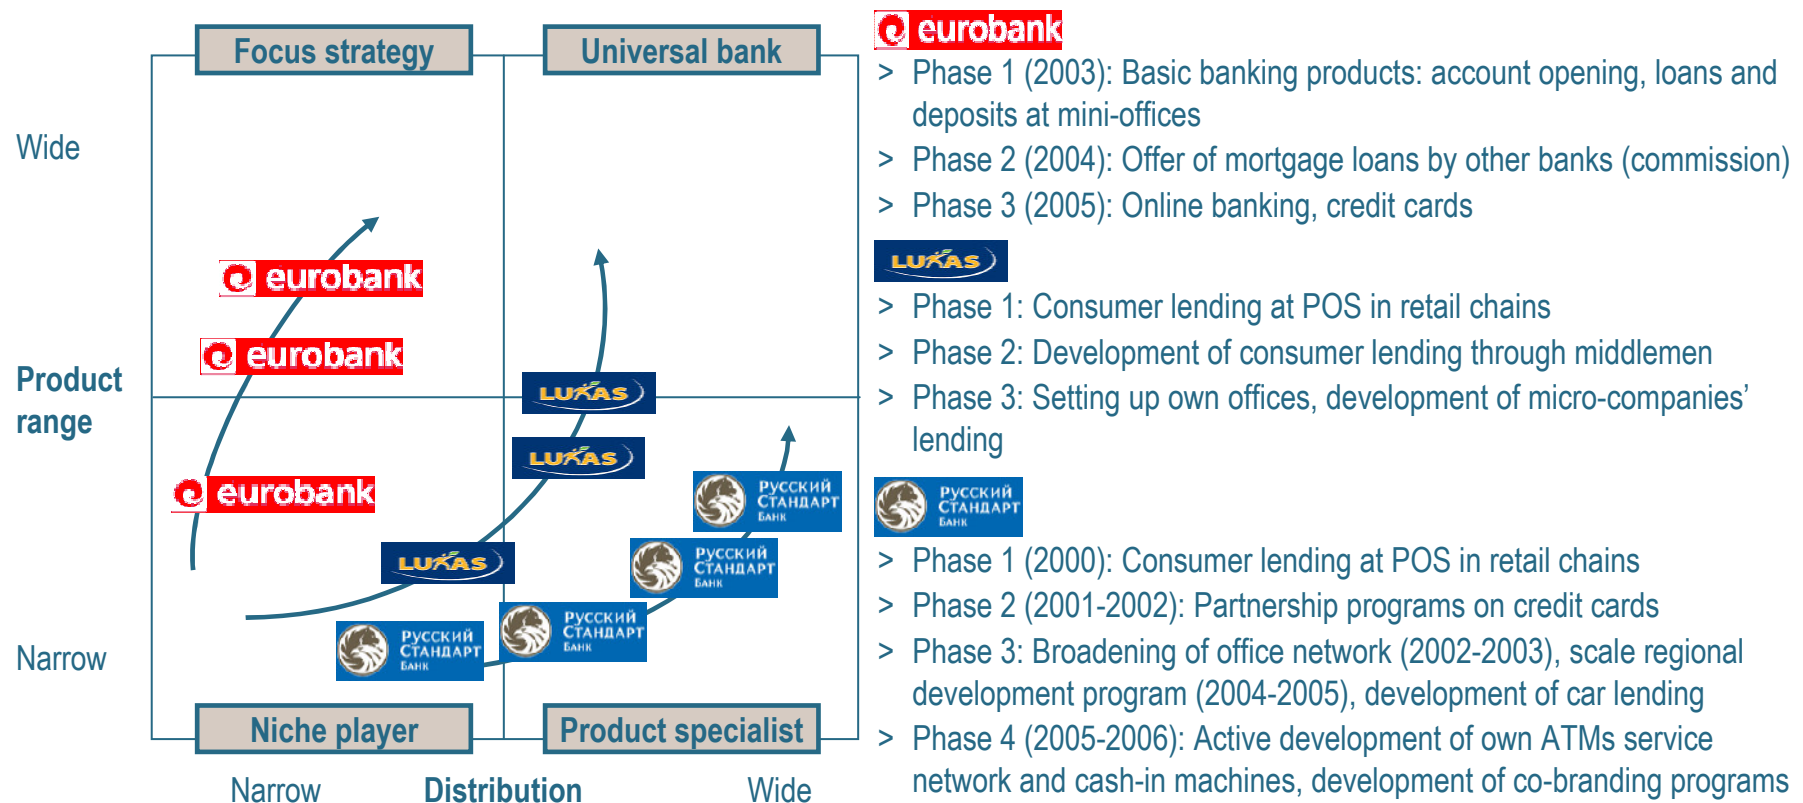 Focus strategy
Universal bank
Wide
Product
range
Narrow
eurobank
eurobank
eurobank
LUKAS
LUKAS
LUKAS
РУССКИЙ
СТАНДАРТ
БАНК
РУССКИЙ
СТАНДАРТ
БАНК
РУССКИЙ
СТАНДАРТ
БАНК
РУССКИЙ
СТАНДАРТ
БАНК
Niche player
Product specialist
Narrow
Distribution
Wide
eurobank
> Phase 1 (2003): Basic banking products: account opening, loans and
deposits at mini-offices
> Phase 2 (2004): Offer of mortgage loans by other banks (commission)
> Phase 3 (2005): Online banking, credit cards
LUKAS
> Phase 1: Consumer lending at POS in retail chains
> Phase 2: Development of consumer lending through middlemen
> Phase 3: Setting up own offices, development of micro-companies’
lending
РУССКИЙ
СТАНДАРТ
БАНК
> Phase 1 (2000): Consumer lending at POS in retail chains
> Phase 2 (2001-2002): Partnership programs on credit cards
> Phase 3: Broadening of office network (2002-2003), scale regional
development program (2004-2005), development of car lending
> Phase 4 (2005-2006): Active development of own ATMs service
network and cash-in machines, development of co-branding programs